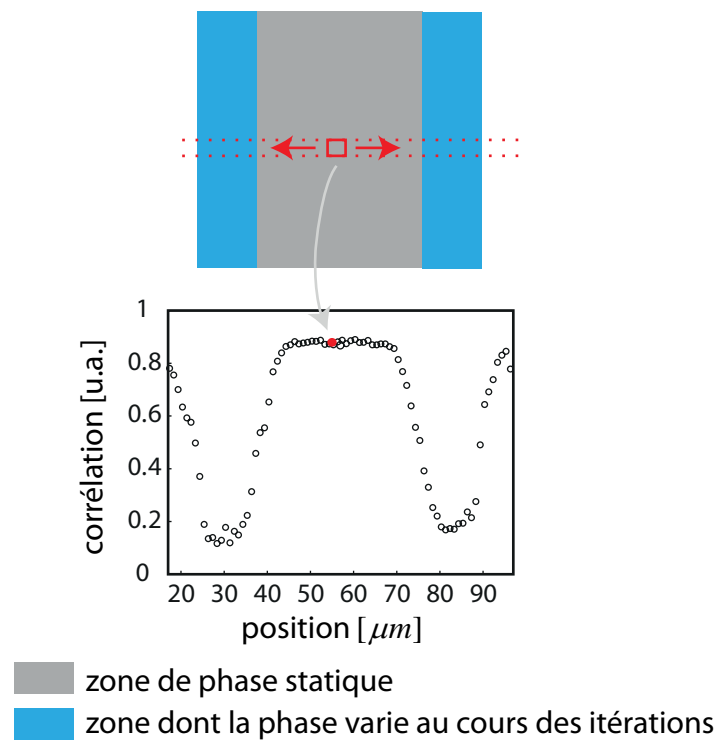 1
0.8
0.6
0.4
0.2
0
corrélation [u.a.]
20 30 40 50 60 70 80 90
position [μm]
zone de phase statique
zone dont la phase varie au cours des itérations